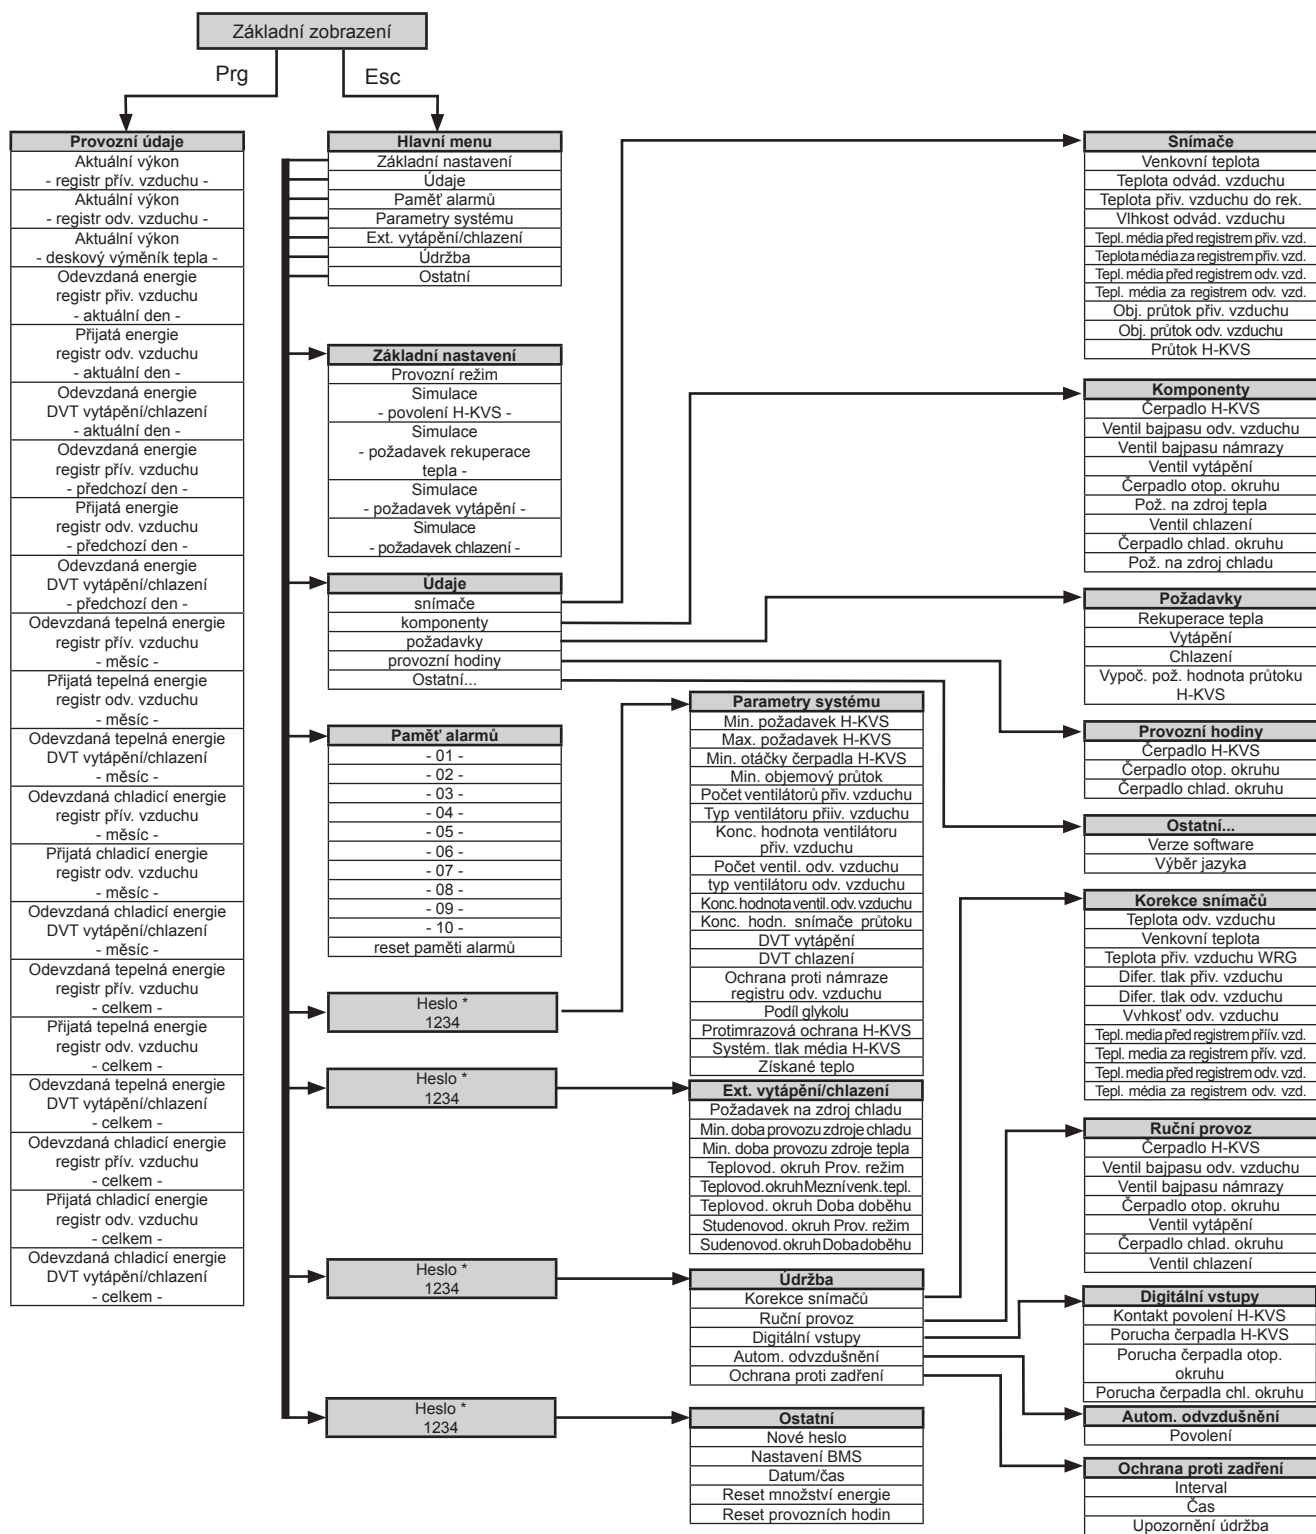 Základní zobrazení
Prg
Esc
Provozní údaje
Aktuální výkon
- registr přív. vzduchu -
Aktuální výkon
- registr odv. vzduchu -
Aktuální výkon
- deskový výměník tepla -
Odevzdaná energie
registr přiv. vzduchu
- aktuální den -
Přijatá energie
registr odv. vzduchu
- aktuální den -
Odevzdaná energie
DVT vytápění/chlazení
- aktuální den -
Odevzdaná energie
registr přív. vzduchu
- předchozí den -
Přijatá energie
registr odv. vzduchu
- předchozí den -
Odevzdaná energie
DVT vytápění/chlazení
- předchozí den -
Odevzdaná tepelná energie
registr přív. vzduchu
- měsíc -
Přijatá tepelná energie
registr odv. vzduchu
- měsíc -
Odevzdaná tepelná energie
DVT vytápění/chlazení
- měsíc -
Odevzdaná chladicí energie
registr přív. vzduchu
- měsíc -
Přijatá chladicí energie
registr odv. vzduchu
- měsíc -
Odevzdaná chladicí energie
DVT vytápění/chlazení
- měsíc -
Odevzdaná tepelná energie
registr přív. vzduchu
- celkem -
Přijatá tepelná energie
registr odv. vzduchu
- celkem -
Odevzdaná tepelná energie
DVT vytápění/chlazení
- celkem -
Odevzdaná chladicí energie
registr přív. vzduchu
- celkem -
Přijatá chladicí energie
registr odv. vzduchu
- celkem -
Odevzdaná chladicí energie
DVT vytápění/chlazení
- celkem -
Hlavní menu
Základní nastavení
Údaje
Paměť alarmů
Parametry systému
Ext. vytápění/chlazení
Údržba
Ostatní
Základní nastavení
Provozní režim
Simulace
- povolení H-KVS -
Simulace
- požadavek rekuperace
tepla -
Simulace
- požadavek vytápění -
Simulace
- požadavek chlazení -
Údaje
snímače
komponenty
požadavky
provozní hodiny
Ostatní...
Paměť alarmů
- 01 -
- 02 -
- 03 -
- 04 -
- 05 -
- 06 -
- 07 -
- 08 -
- 09 -
- 10 -
reset paměti alarmů
Heslo *
1234
Heslo *
1234
Heslo *
1234
Heslo *
1234
Parametry systému
Min. požadavek H-KVS
Max. požadavek H-KVS
Min. otáčky čerpadla H-KVS
Min. objemový průtok
Počet ventilátorů přiv. vzduchu
Typ ventilátoru přiiv. vzduchu
Konc. hodnota ventilátoru
přiv. vzduchu
Počet ventil. odv. vzduchu
typ ventilátoru odv. vzduchu
Konc. hodnota ventil. odv. vzduchu
Konc. hodn. snímače průtoku
DVT vytápění
DVT chlazení
Ochrana proti námraze
registru odv. vzduchu
Podíl glykolu
Protimrazová ochrana H-KVS
Systém. tlak média H-KVS
Získané teplo
Ext. vytápění/chlazení
Požadavek na zdroj chladu
Min. doba provozu zdroje chladu
Min. doba provozu zdroje tepla
Teplovod. okruh Prov. režim
Teplovod. okruh Mezní venk. tepl.
Teplovod. okruh Doba doběhu
Studenovod. okruh Prov. režim
Sudenovod. okruh Doba doběhu
Údržba
Korekce snímačů
Ruční provoz
Digitální vstupy
Autom. odvzdušnění
Ochrana proti zadření
Ostatní
Nové heslo
Nastavení BMS
Datum/čas
Reset množství energie
Reset provozních hodin
Snímače
Venkovní teplota
Teplota odvád. vzduchu
Teplota přiv. vzduchu do rek.
Vlhkost odvád. vzduchu
Tepl. média před registrem přiv. vzd.
Teplota média za registrem přiv. vzd.
Tepl. média před registrem odv. vzd.
Tepl. média za registrem odv. vzd.
Obj. průtok přiv. vzduchu
Obj. průtok odv. vzduchu
Průtok H-KVS
Komponenty
Čerpadlo H-KVS
Ventil bajpasu odv. vzduchu
Ventil bajpasu námrazy
Ventil vytápění
Čerpadlo otop. okruhu
Pož. na zdroj tepla
Ventil chlazení
Čerpadlo chlad. okruhu
Pož. na zdroj chladu
Požadavky
Rekuperace tepla
Vytápění
Chlazení
Vypoč. pož. hodnota průtoku
H-KVS
Provozní hodiny
Čerpadlo H-KVS
Čerpadlo otop. okruhu
Čerpadlo chlad. okruhu
Ostatní...
Verze software
Výběr jazyka
Korekce snímačů
Teplota odv. vzduchu
Venkovní teplota
Teplota přiv. vzduchu WRG
Difer. tlak přiv. vzduchu
Difer. tlak odv. vzduchu
Vvhkosť odv. vzduchu
Tepl. media před registrem příív. vzd.
Tepl. media za registrem přív. vzd.
Tepl. media před registrem odv. vzd.
Tepl. média za registrem odv. vzd.
Ruční provoz
Čerpadlo H-KVS
Ventil bajpasu odv. vzduchu
Ventil bajpasu námrazy
Čerpadlo otop. okruhu
Ventil vytápění
Čerpadlo chlad. okruhu
Ventil chlazení
Digitální vstupy
Kontakt povolení H-KVS
Porucha čerpadla H-KVS
Porucha čerpadla otop.
okruhu
Porucha čerpadla chl. okruhu
Autom. odvzdušnění
Povolení
Ochrana proti zadření
Interval
Čas
Upozornění údržba